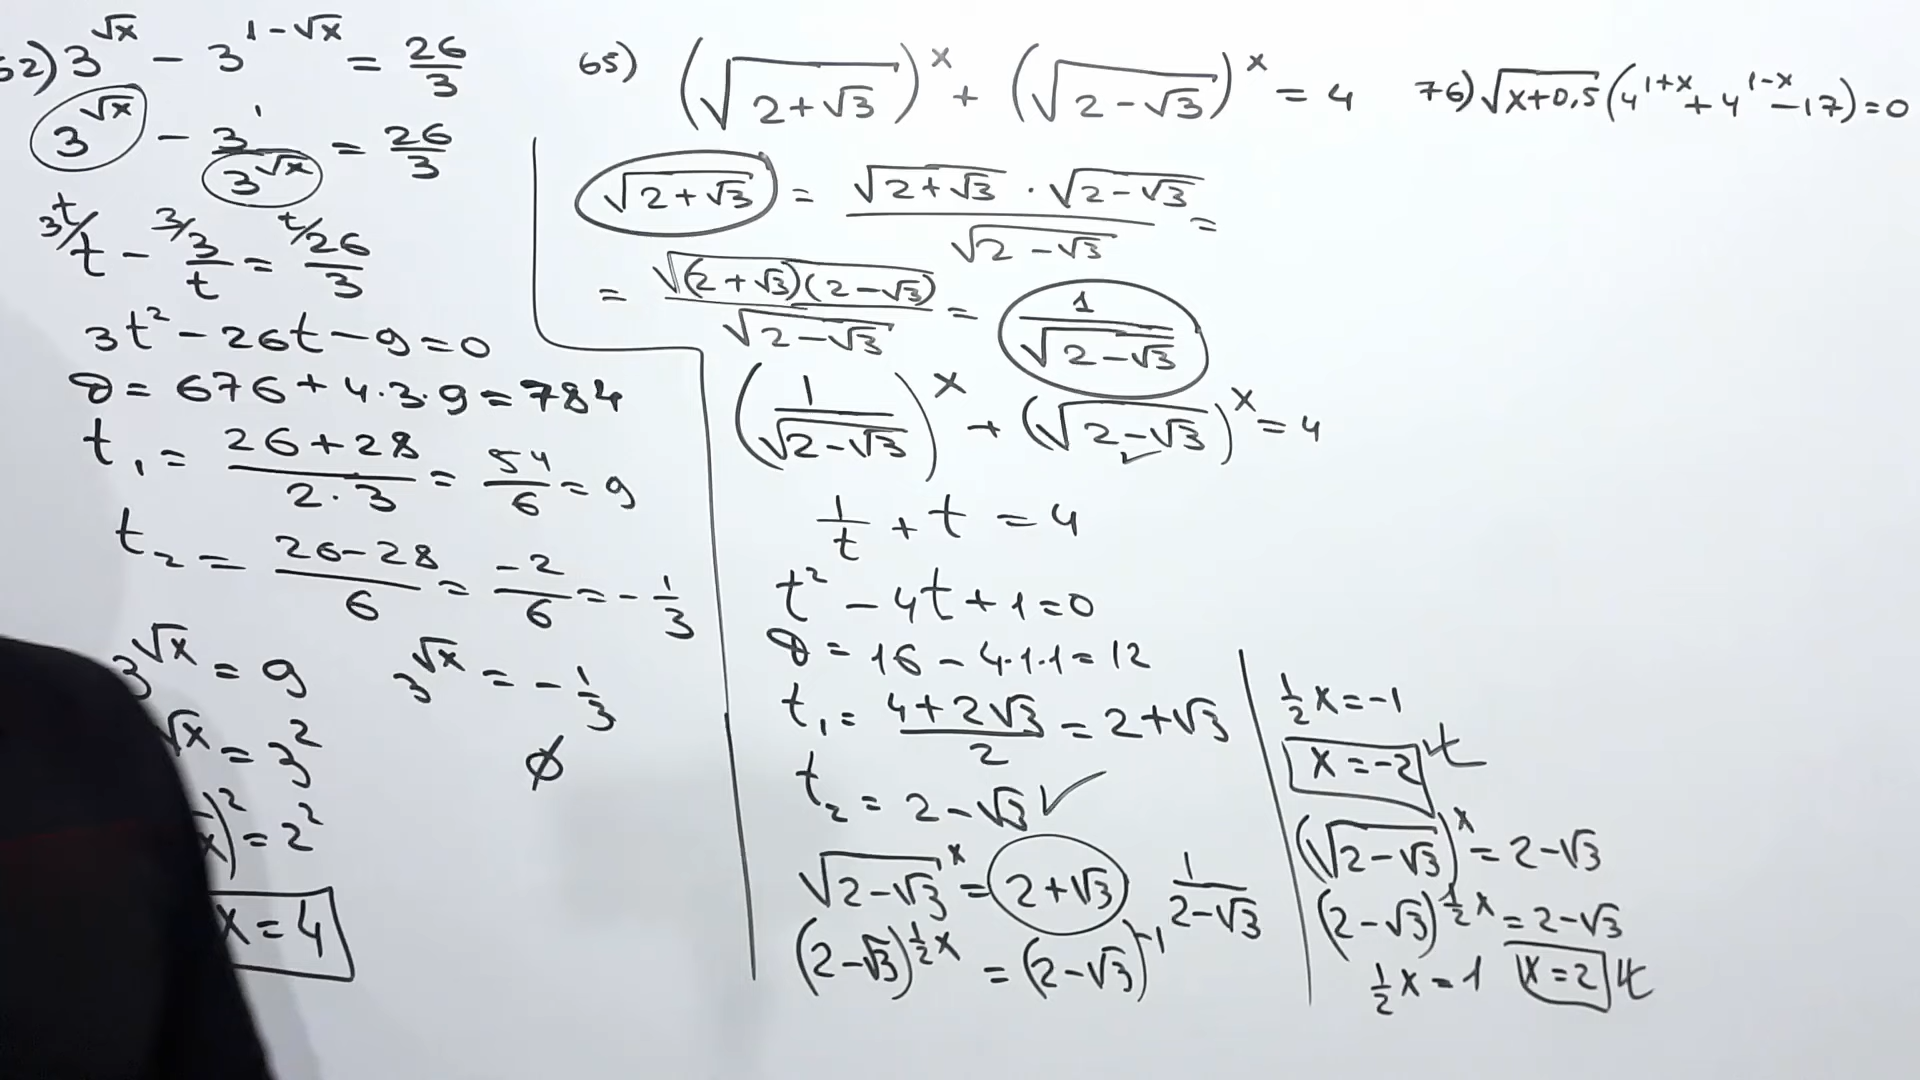 62) 3^√x - 3^(1-√x) = 26/3
3^√x - 3^1/3^√x = 26/3
3t/ t - 3/ 3/t = t/ 26/3
3t² - 26t - 9 = 0
D = 676 + 4·3·9 = 784
t₁ = (26+28)/(2·3) = 54/6 = 9
t₂ = (26-28)/6 = -2/6 = -1/3
3^√x = 9
3^√x = -1/3
√x = 3²
∅
x)² = 2²
x = 4
65) (√(2+√3))^x + (√(2-√3))^x = 4
√(2+√3) = (√(2+√3) · √(2-√3))/√(2-√3) =
= √((2+√3)(2-√3))/√(2-√3) = 1/√(2-√3)
(1/√(2-√3))^x + (√(2-√3))^x = 4
1/t + t = 4
t² - 4t + 1 = 0
D = 16 - 4·1·1 = 12
t₁ = (4+2√3)/2 = 2+√3
t₂ = 2-√3 ✓
√(2-√3)^x = 2+√3 1/(2-√3)
(2-√3)^(½x) = (2-√3)^-1
½x = -1
x = -2
(√(2-√3))^x = 2-√3
(2-√3)^(½x) = 2-√3
½x = 1 x = 2
76) √(x+0,5) (4^(1+x) + 4^(1-x) - 17) = 0